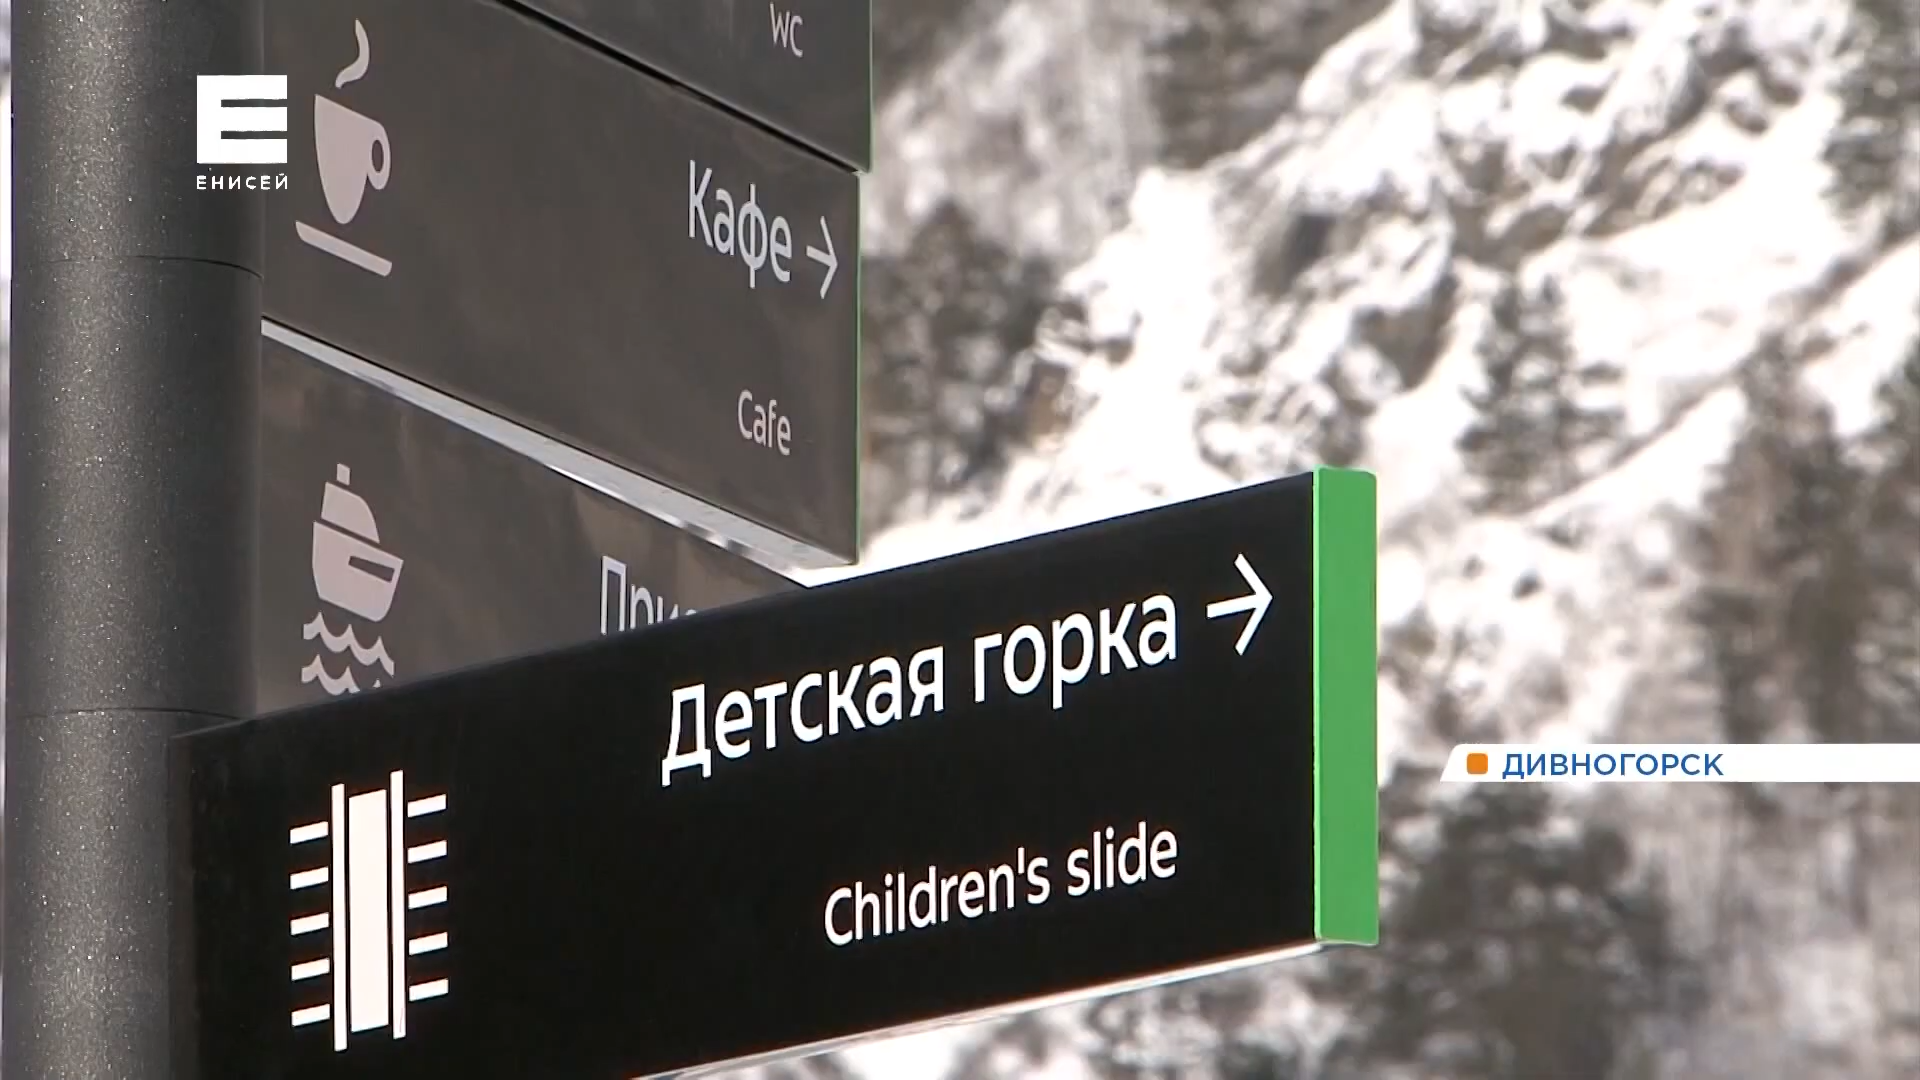 WC
ЕНИСЕЙ
Кафе →
Cafe
Детская горка →
Children's slide
ДИВНОГОРСК